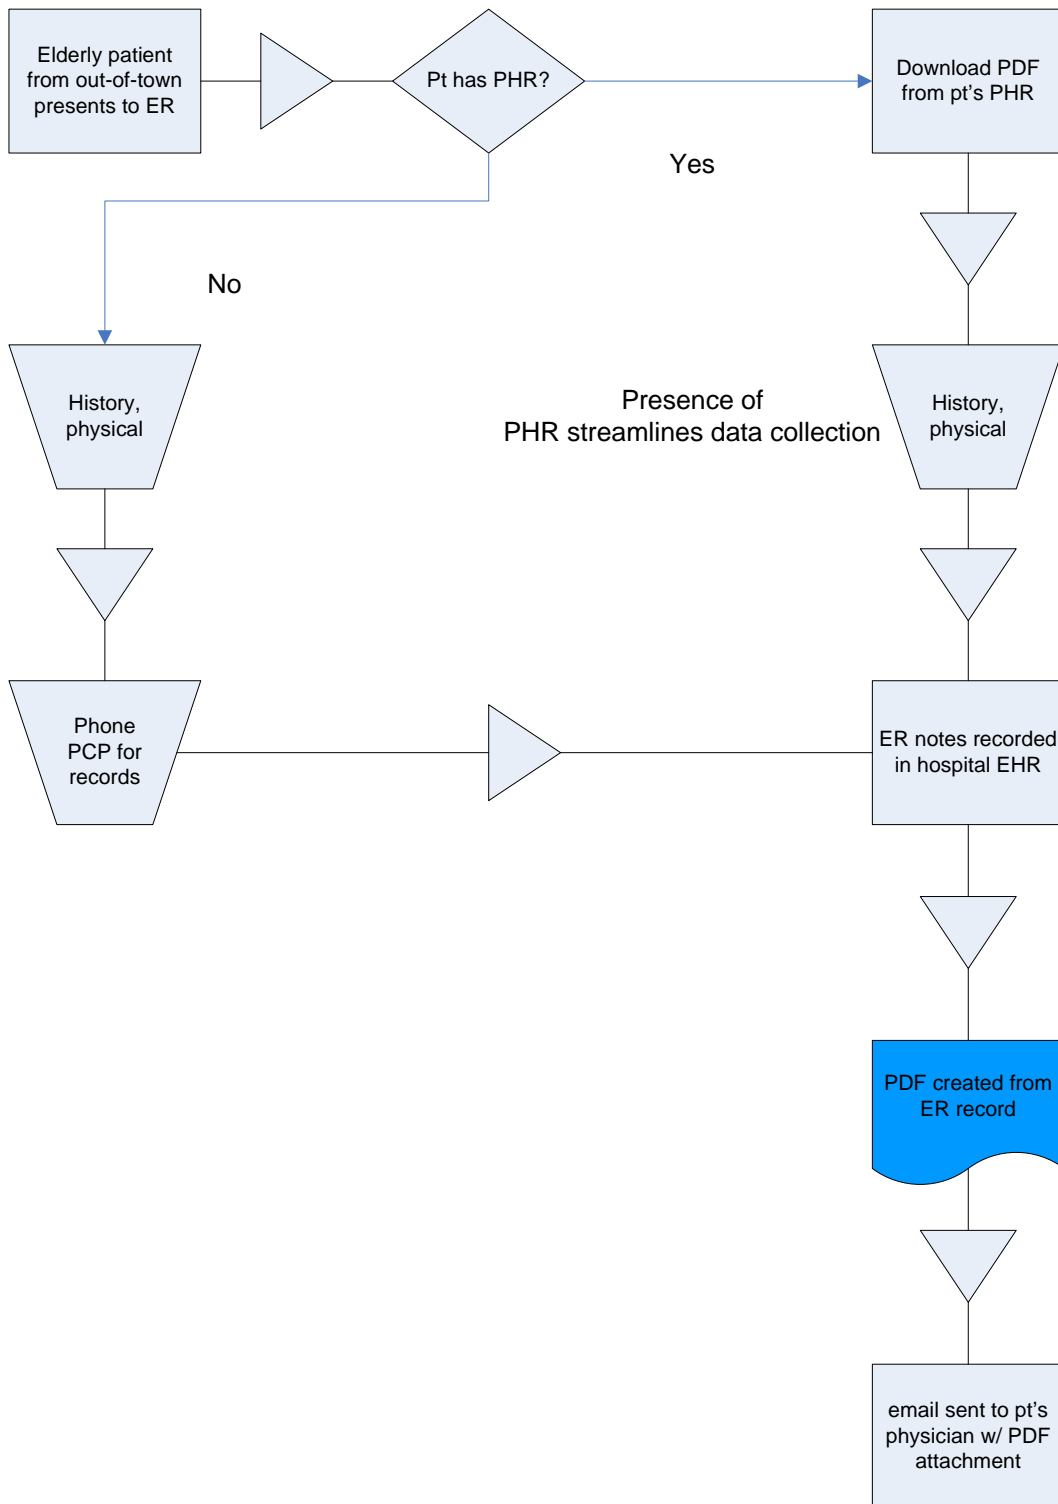 Elderly patient
from out-of-town
presents to ER
Pt has PHR?
Download PDF
from pt's PHR
Yes
No
History,
physical
Presence of
PHR streamlines data collection
History,
physical
Phone
PCP for
records
ER notes recorded
in hospital EHR
PDF created from
ER record
email sent to pt's
physician w/ PDF
attachment